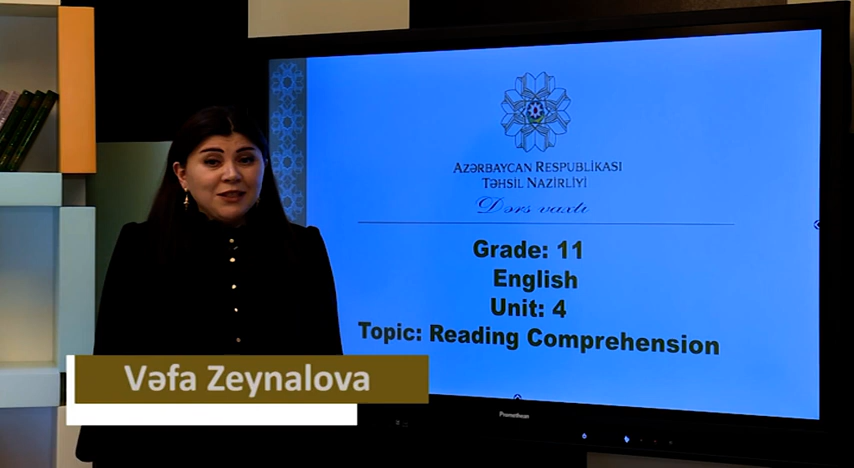 AZƏRBAYCAN RESPUBLİKASI
TƏHSİL NAZİRLİYİ
Dərs vaxtı
Grade: 11
English
Unit: 4
Topic: Reading Comprehension
Vəfa Zeynalova
Promethean